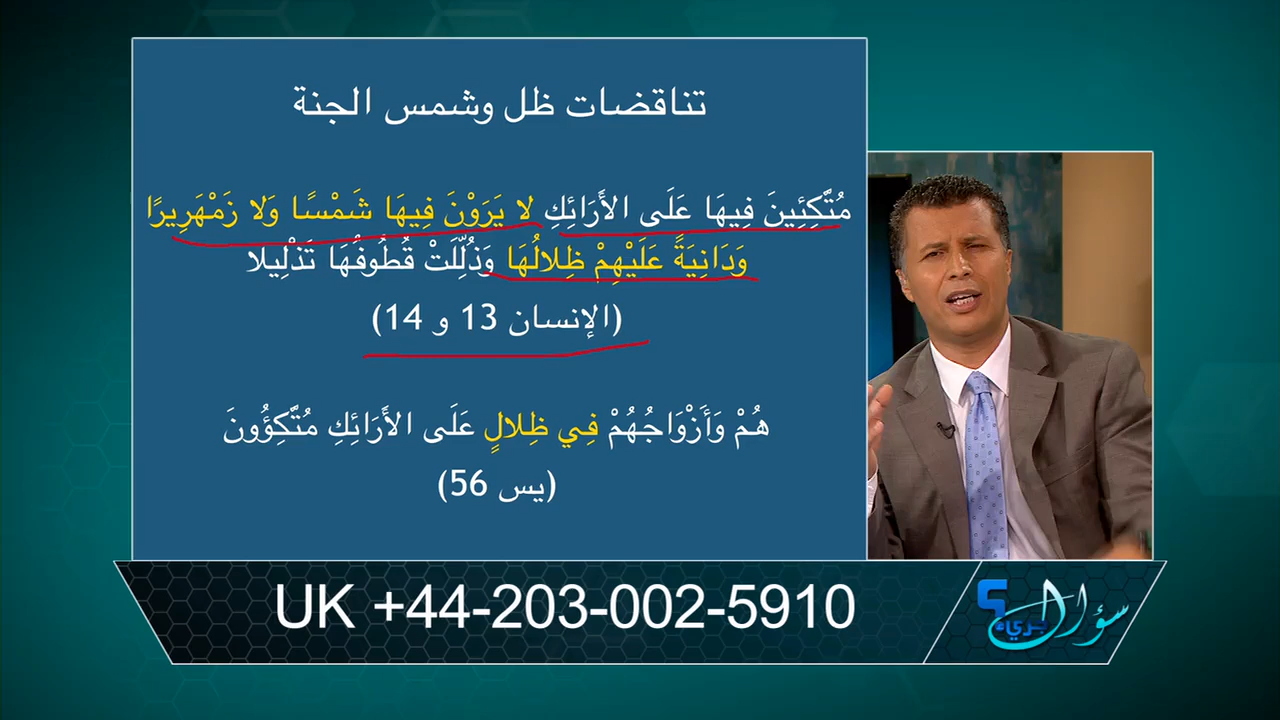 تناقضات ظل وشمس الجنة
مُتَّكِئِينَ فِيهَا عَلَى الأَرَائِكِ لا يَرَوْنَ فِيهَا شَمْسًا وَلا زَمْهَرِيرًا
وَدَانِيَةً عَلَيْهِمْ ظِلالُهَا وَذُلِّلَتْ قُطُوفُهَا تَذْلِيلا
(الإنسان 13 و 14)
هُمْ وَأَزْوَاجُهُمْ فِي ظِلالٍ عَلَى الأَرَائِكِ مُتَّكِؤُونَ
(يس 56)
UK +44-203-002-5910
سؤال جريء